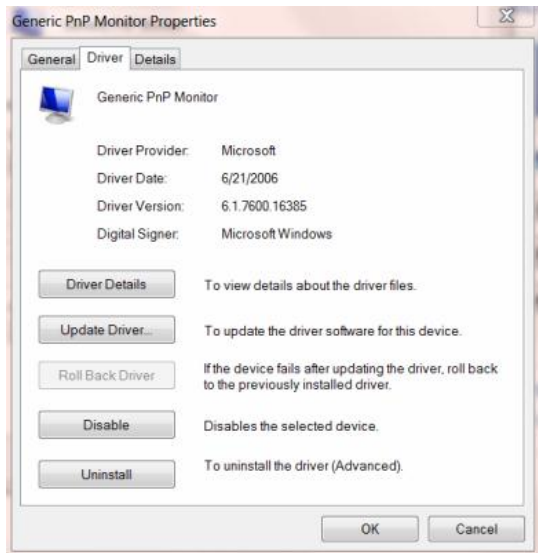 Generic PnP Monitor Properties
General Driver Details
Generic PnP Monitor
Driver Provider: Microsoft
Driver Date: 6/21/2006
Driver Version: 6.1.7600.16385
Digital Signer: Microsoft Windows
Driver Details To view details about the driver files.
Update Driver... To update the driver software for this device.
Roll Back Driver If the device fails after updating the driver, roll back
to the previously installed driver.
Disable Disables the selected device.
Uninstall To uninstall the driver (Advanced).
OK Cancel